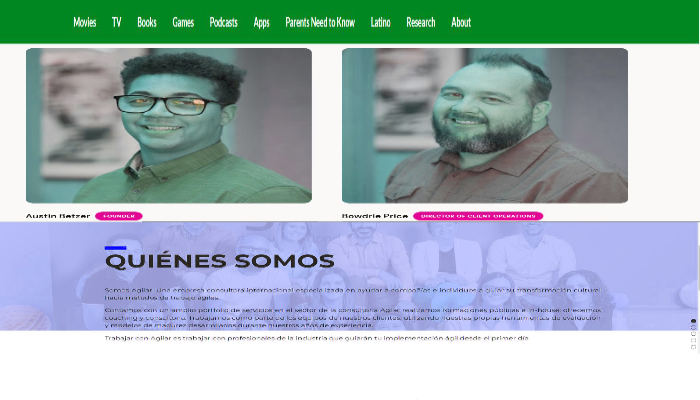 Movies TV Books Games Podcasts Apps Parents Need to Know Latino Research About
Austin Betzer FOUNDER
Bowdrie Price DIRECTOR OF CLIENT OPERATIONS
QUIÉNES SOMOS
Somos Agilar, una empresa consultora internacional especializada en ayudar a compañías e individuos a guiar su transformación cultural
hacia métodos de trabajo ágiles.
Contamos con un amplio portfolio de servicios en el sector de la consultoría Agile: realizamos formaciones públicas e in-house, ofrecemos
coaching y consultoría. Trabajamos como parte de los equipos de nuestros clientes utilizando nuestras propias herramientas de evaluación
y modelos de madurez desarrollados durante nuestros años de experiencia.
Trabajar con Agilar es trabajar con profesionales de la industria que guiarán tu implementación ágil desde el primer día.